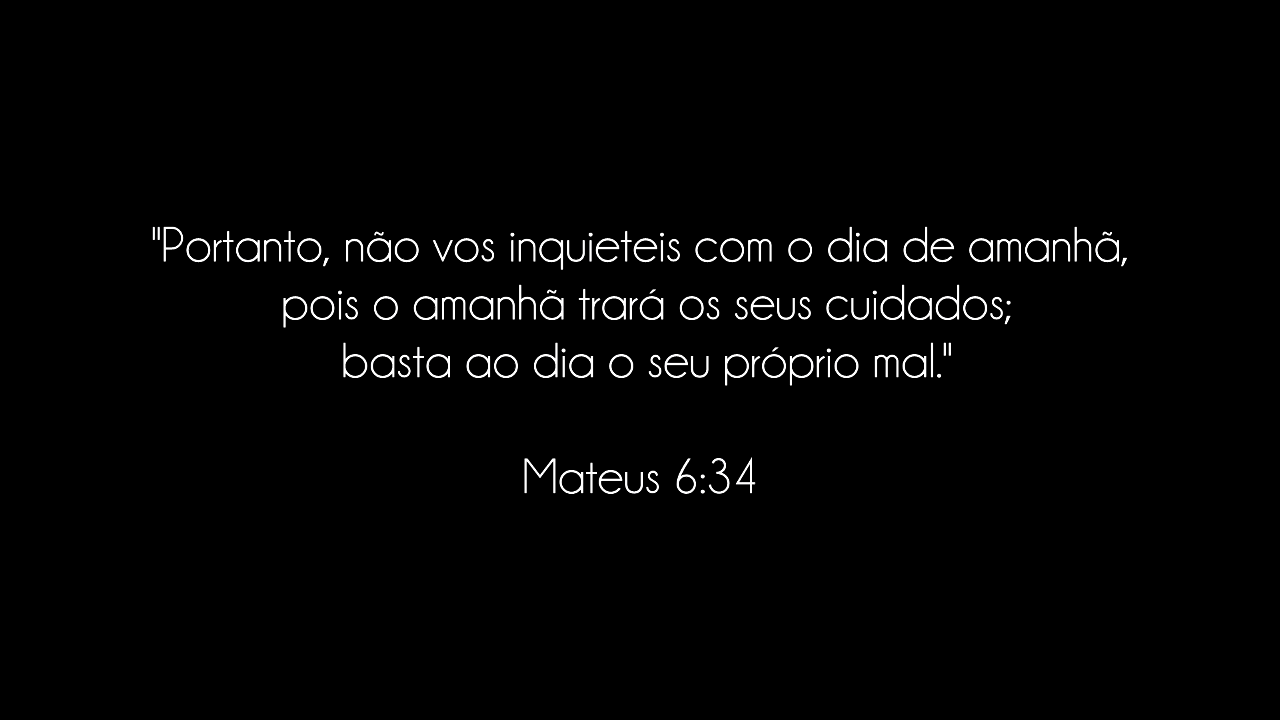 "Portanto, não vos inquieteis com o dia de amanhã,
pois o amanhã trará os seus cuidados;
basta ao dia o seu próprio mal."
Mateus 6:34